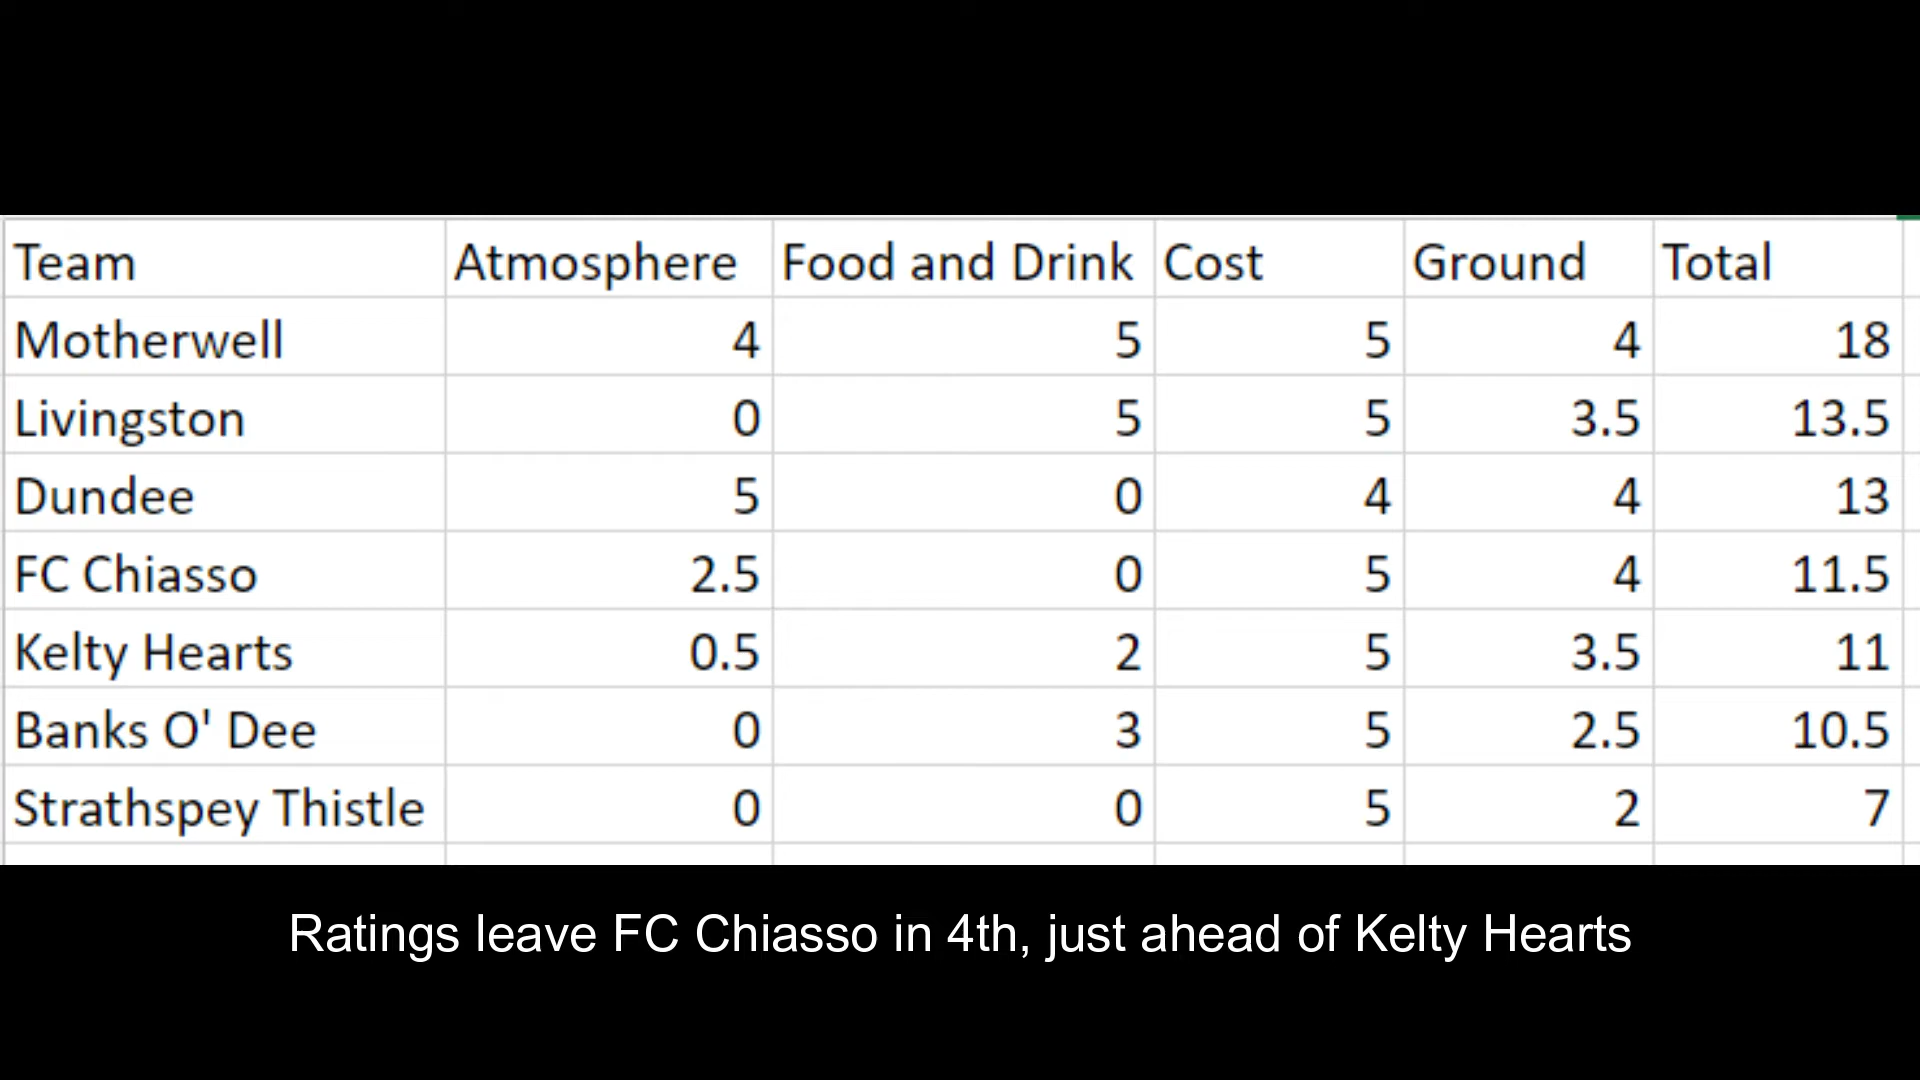 Team Atmosphere Food and Drink Cost Ground Total
Motherwell 4 5 5 4 18
Livingston 0 5 5 3.5 13.5
Dundee 5 0 4 4 13
FC Chiasso 2.5 0 5 4 11.5
Kelty Hearts 0.5 2 5 3.5 11
Banks O' Dee 0 3 5 2.5 10.5
Strathspey Thistle 0 0 5 2 7
Ratings leave FC Chiasso in 4th, just ahead of Kelty Hearts